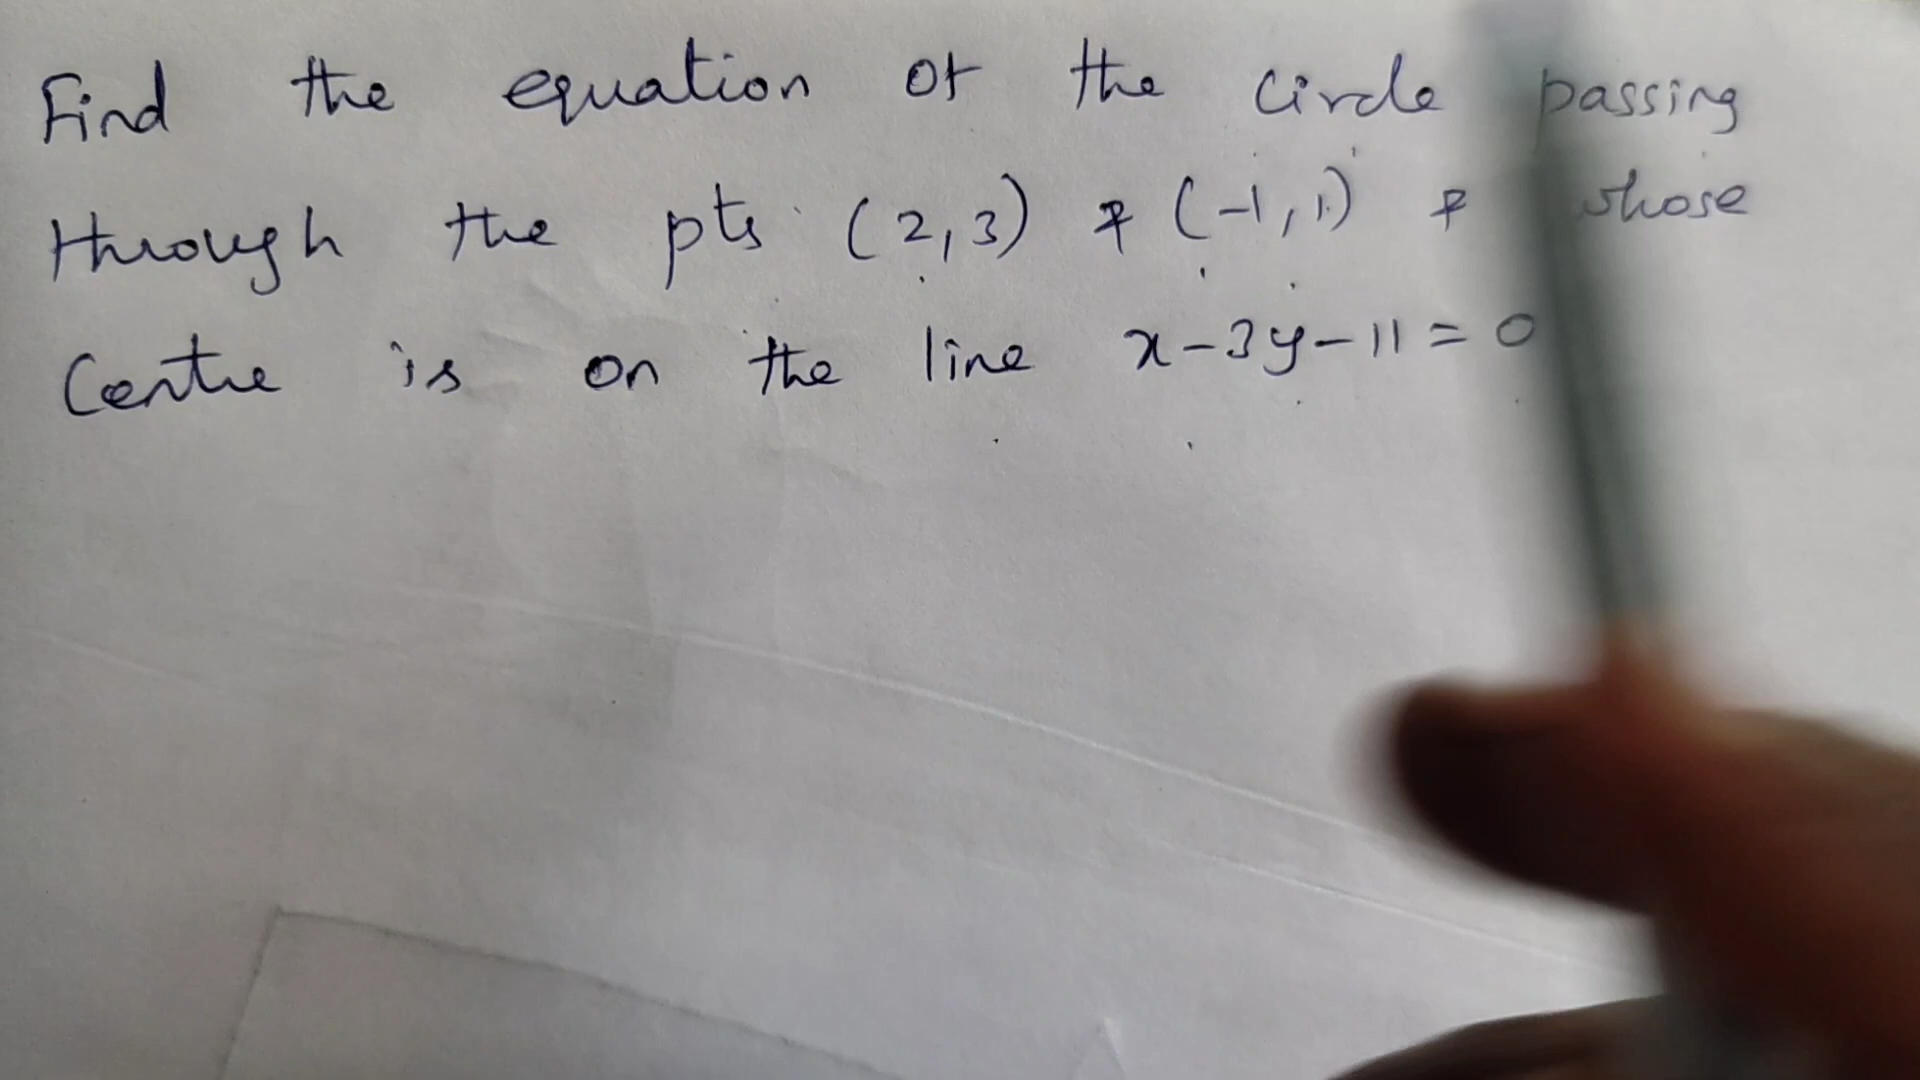 Find the equation of the circle passing
through the pts (2,3) & (-1,1) & whose
Centre is on the line x-3y-11=0